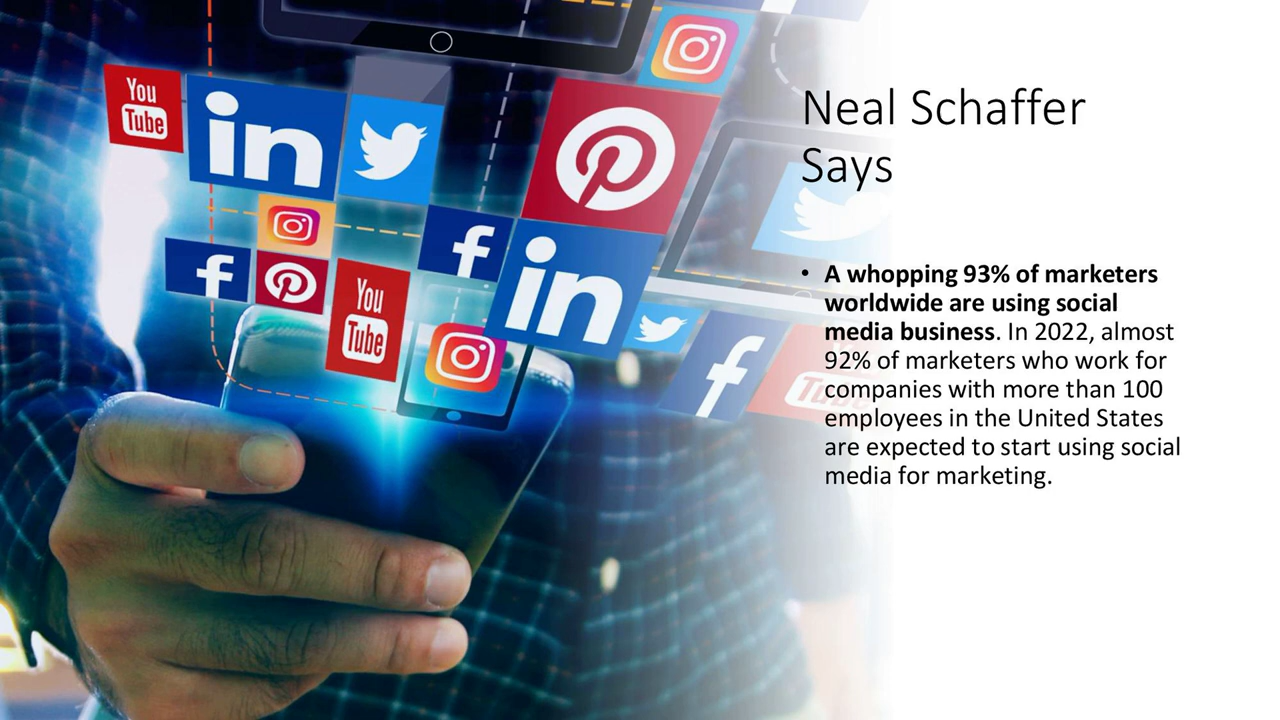 You
Tube
in
in
You
Tube
Neal Schaffer
Says
• A whopping 93% of marketers
worldwide are using social
media business. In 2022, almost
92% of marketers who work for
companies with more than 100
employees in the United States
are expected to start using social
media for marketing.